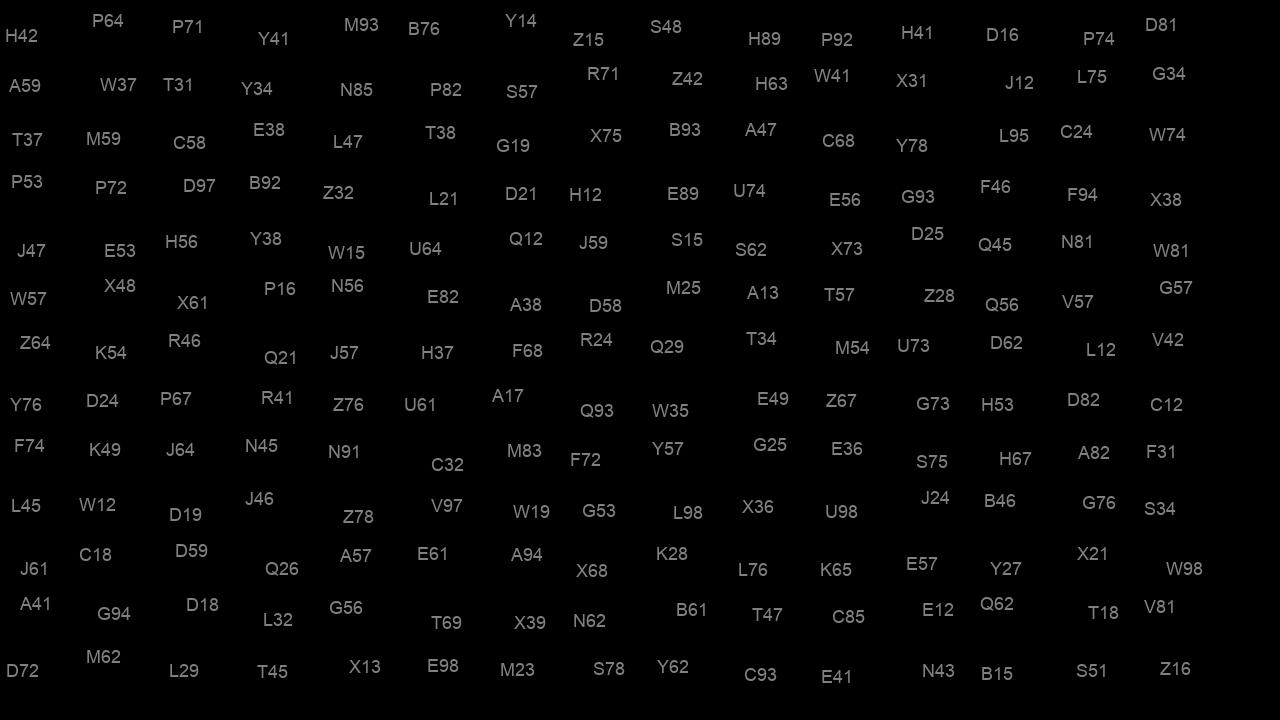 H42 P64 P71 Y41 M93 B76 Y14 Z15 S48 H89 P92 H41 D16 P74 D81
A59 W37 T31 Y34 N85 P82 S57 R71 Z42 H63 W41 X31 J12 L75 G34
T37 M59 C58 E38 L47 T38 G19 X75 B93 A47 C68 Y78 L95 C24 W74
P53 P72 D97 B92 Z32 L21 D21 H12 E89 U74 E56 G93 F46 F94 X38
J47 E53 H56 Y38 W15 U64 Q12 J59 S15 S62 X73 D25 Q45 N81 W81
W57 X48 X61 P16 N56 E82 A38 D58 M25 A13 T57 Z28 Q56 V57 G57
Z64 K54 R46 Q21 J57 H37 F68 R24 Q29 T34 M54 U73 D62 L12 V42
Y76 D24 P67 R41 Z76 U61 A17 Q93 W35 E49 Z67 G73 H53 D82 C12
F74 K49 J64 N45 N91 C32 M83 F72 Y57 G25 E36 S75 H67 A82 F31
L45 W12 D19 J46 Z78 V97 W19 G53 L98 X36 U98 J24 B46 G76 S34
J61 C18 D59 Q26 A57 E61 A94 X68 K28 L76 K65 E57 Y27 X21 W98
A41 G94 D18 L32 G56 T69 X39 N62 B61 T47 C85 E12 Q62 T18 V81
D72 M62 L29 T45 X13 E98 M23 S78 Y62 C93 E41 N43 B15 S51 Z16